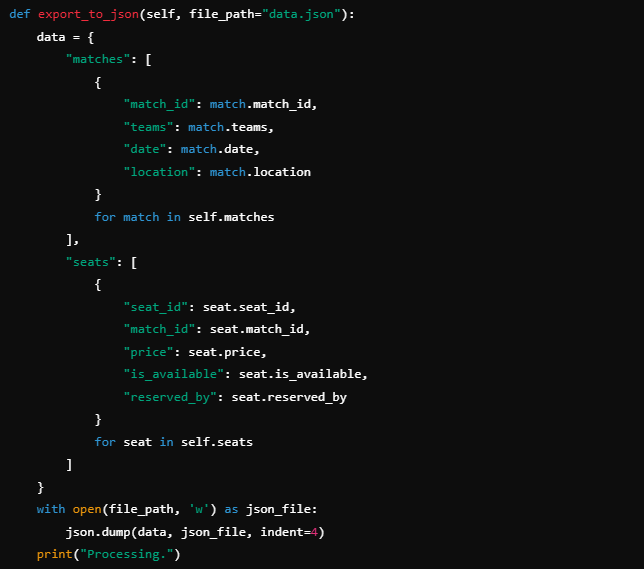 def export_to_json(self, file_path="data.json"):
    data = {
        "matches": [
            {
                "match_id": match.match_id,
                "teams": match.teams,
                "date": match.date,
                "location": match.location
            }
            for match in self.matches
        ],
        "seats": [
            {
                "seat_id": seat.seat_id,
                "match_id": seat.match_id,
                "price": seat.price,
                "is_available": seat.is_available,
                "reserved_by": seat.reserved_by
            }
            for seat in self.seats
        ]
    }
    with open(file_path, 'w') as json_file:
        json.dump(data, json_file, indent=4)
    print("Processing.")